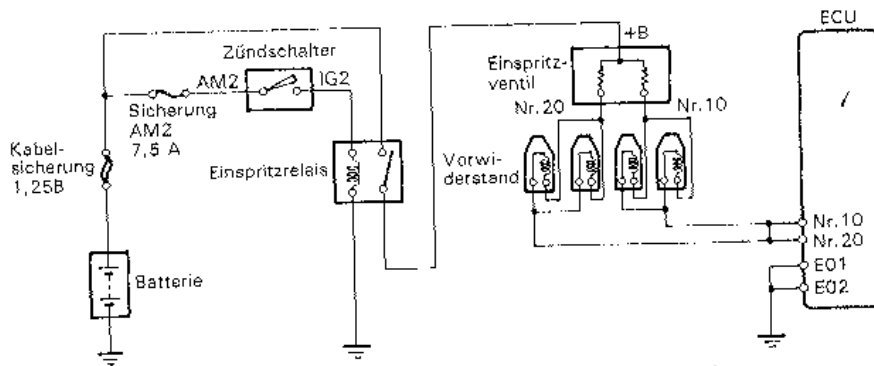 ECU
+B
Zündschalter
Einspritz-
ventil
AM2
IG2
Sicherung
AM2
7,5 A
Nr.20
Nr.10
Kabel-
sicherung
1,25B
Einspritzrelais
Vorwi-
derstand
Nr.10
Nr.20
E01
E02
Batterie